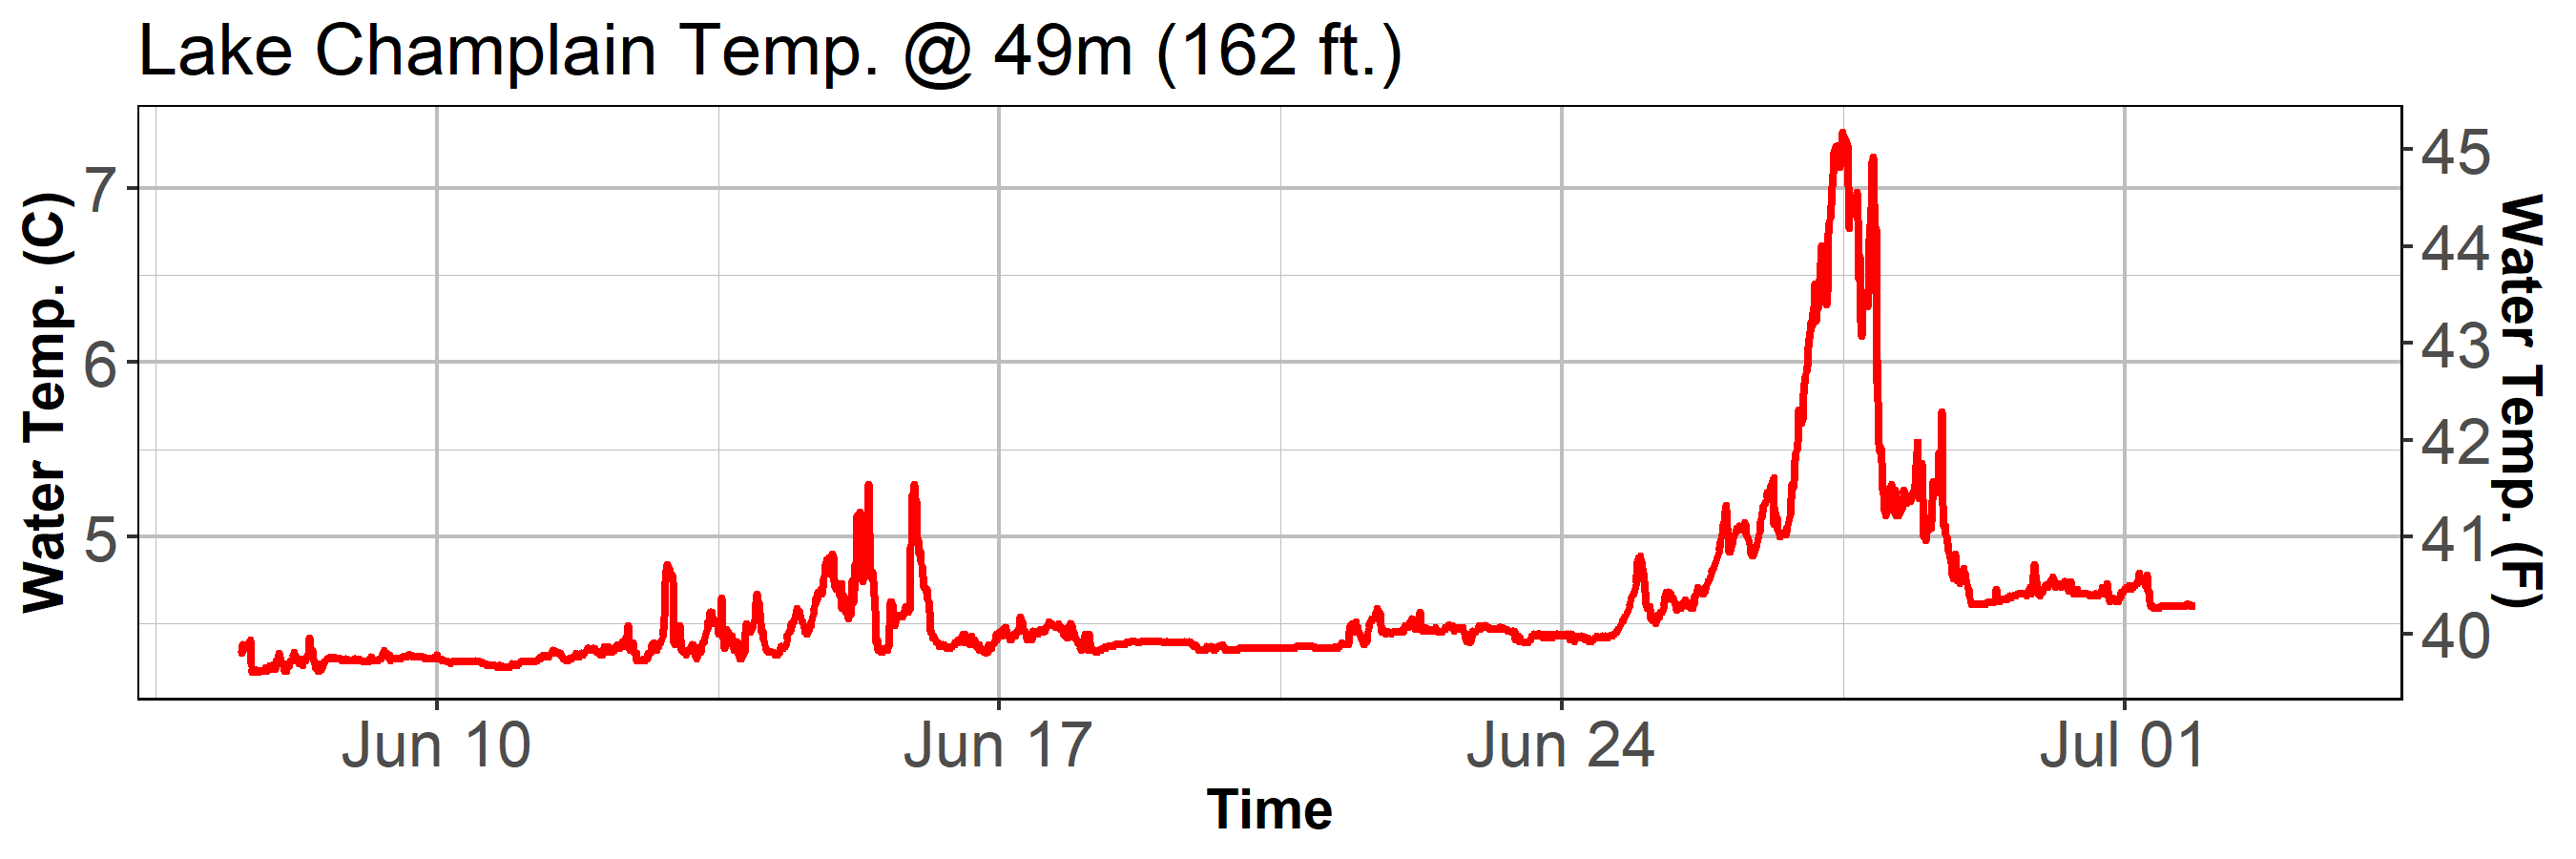 Lake Champlain Temp. @ 49m (162 ft.)
Water Temp. (C)
7
6
5
45
44
43
42
41
40
Water Temp. (F)
Jun 10
Jun 17
Jun 24
Jul 01
Time